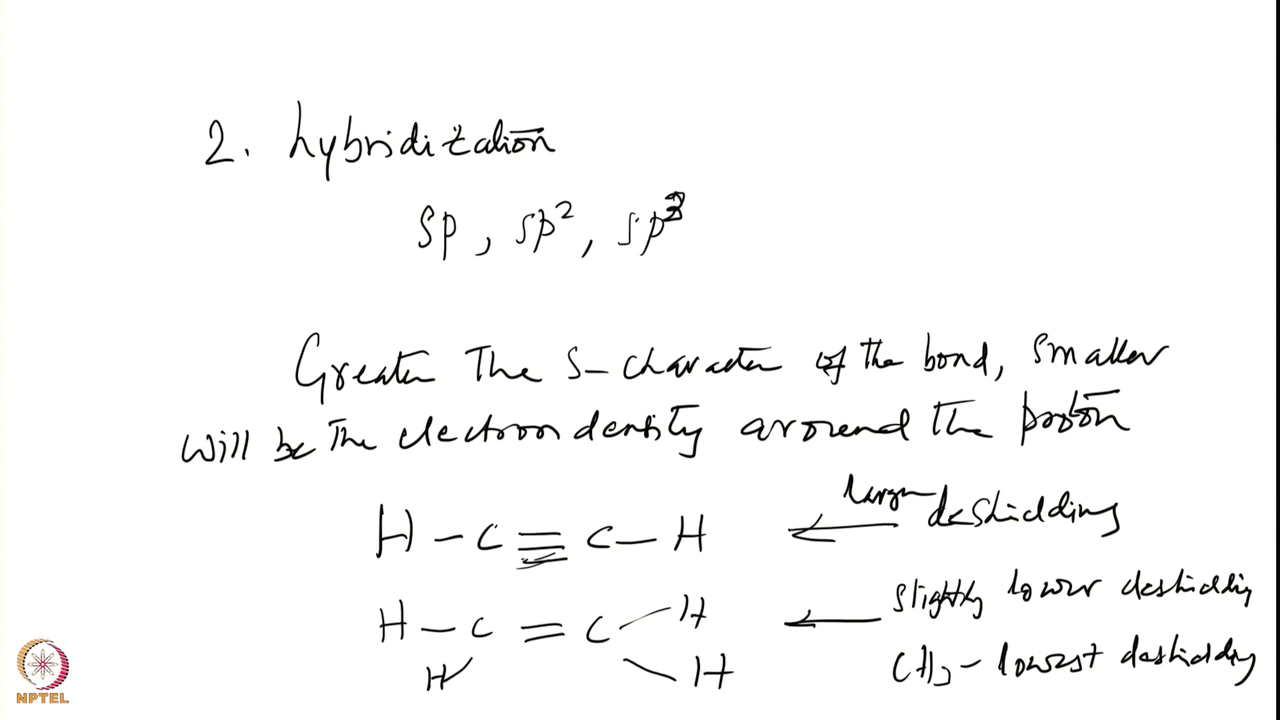 2. hybridization
sp, sp², sp³
Greater The S-character of the bond, smaller
will be The electron density around the proton
larger deshielding
H - C ≡ C - H
slightly lower deshielding
H - C = C - H
H H
CH₃ - lowest deshielding
NPTEL